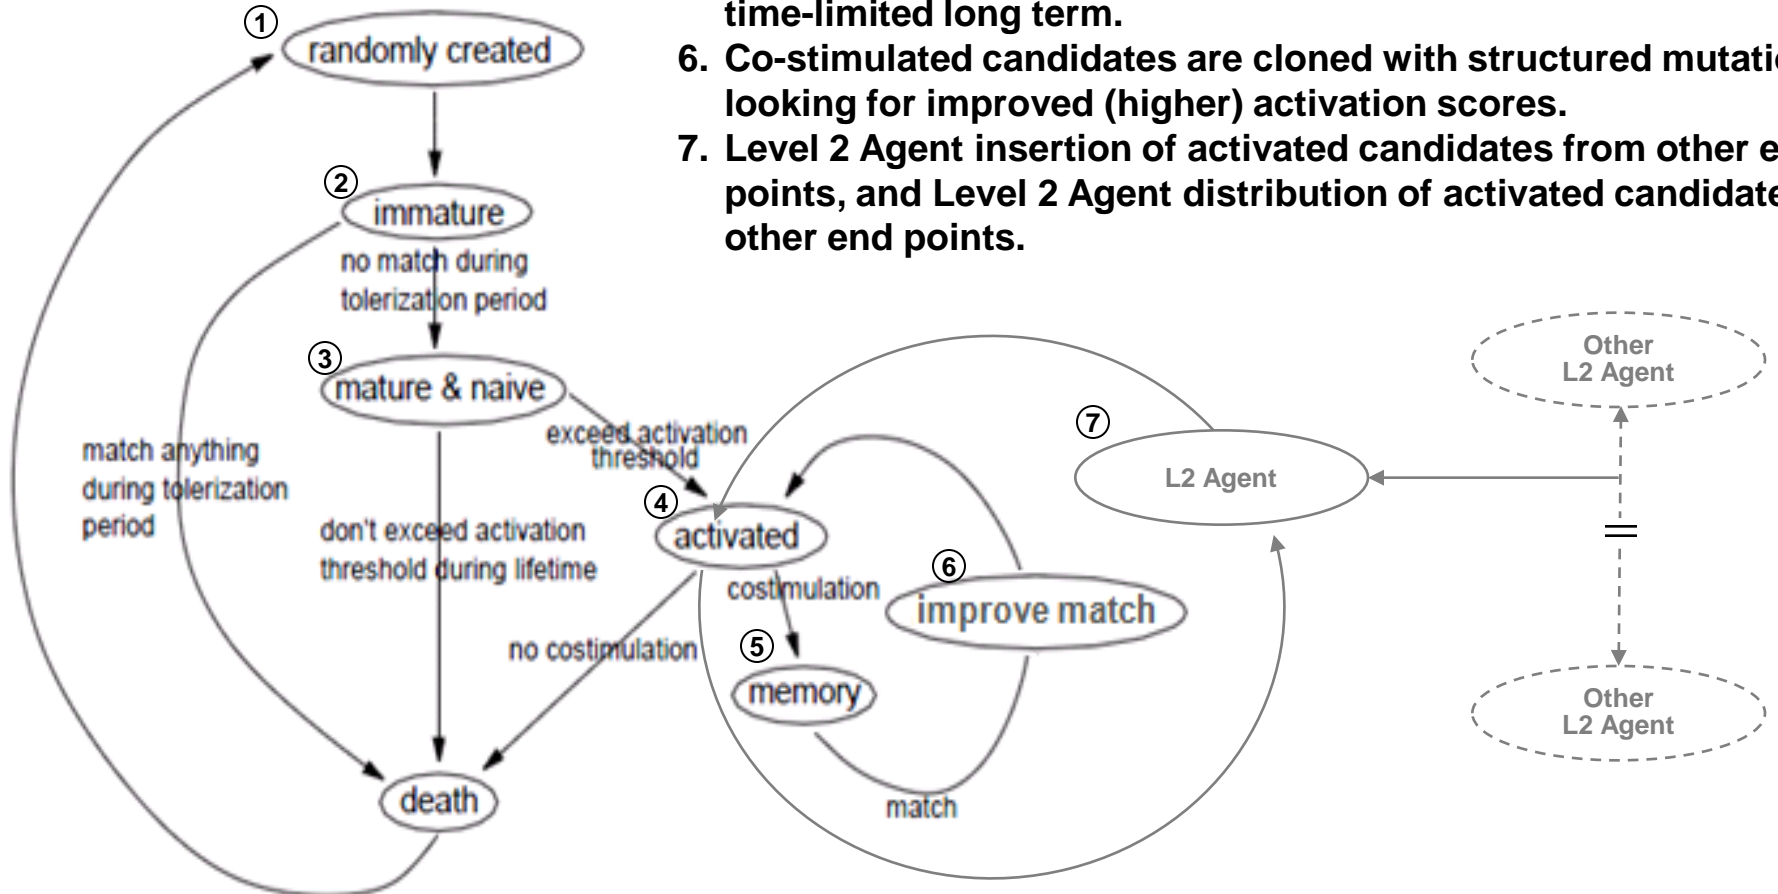 time-limited long term.
6. Co-stimulated candidates are cloned with structured
looking for improved (higher) activation scores.
7. Level 2 Agent insertion of activated candidates from other
points, and Level 2 Agent distribution of activated
other end points.
1
randomly created
2
immature
no match during
tolerization period
3
mature & naive
exceed activation
threshold
match anything
during tolerization
period
don't exceed activation
threshold during lifetime
4
activated
costimulation
no costimulation
5
memory
6
improve match
match
death
7
L2 Agent
Other
L2 Agent
Other
L2 Agent